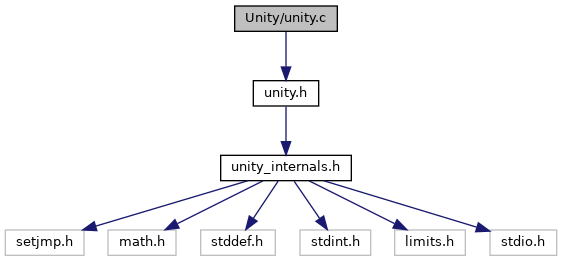 Unity/unity.c
unity.h
unity_internals.h
setjmp.h
math.h
stddef.h
stdint.h
limits.h
stdio.h